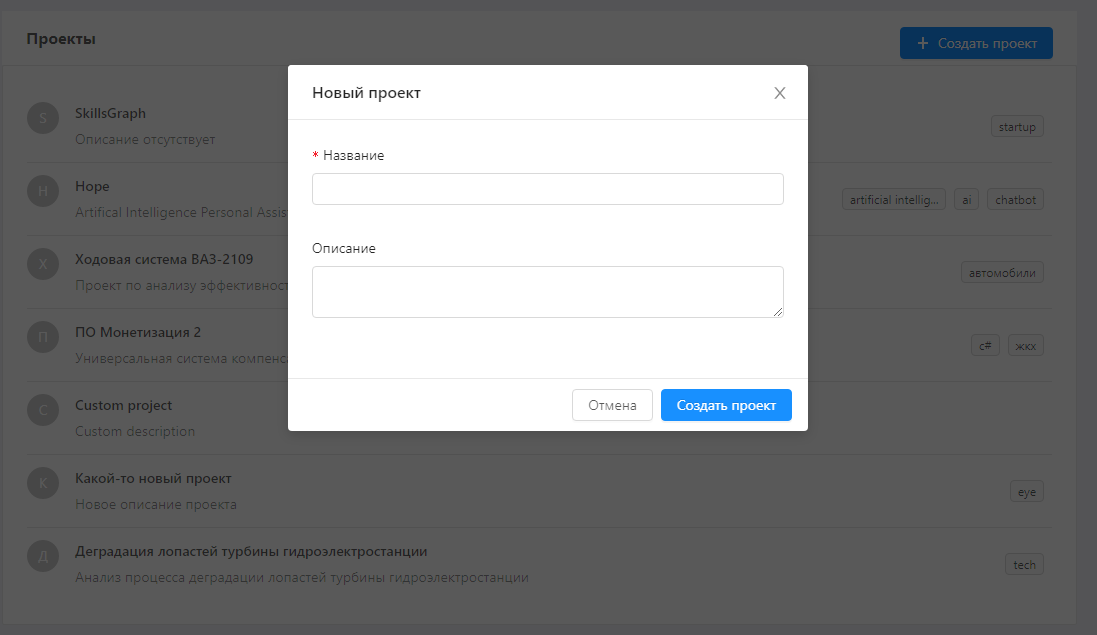 Проекты
+ Создать проект
Новый проект
S
SkillsGraph
Описание отсутствует
startup
* Название
H
Hope
Artifical Intelligence Personal Assis
artificial intellig...
ai
chatbot
Описание
Х
Ходовая система ВАЗ-2109
Проект по анализу эффективност
автомобили
П
ПО Монетизация 2
Универсальная система компенс
c#
жкх
Отмена
Создать проект
C
Custom project
Custom description
К
Какой-то новый проект
Новое описание проекта
eye
Д
Деградация лопастей турбины гидроэлектростанции
Анализ процесса деградации лопастей турбины гидроэлектростанции
tech